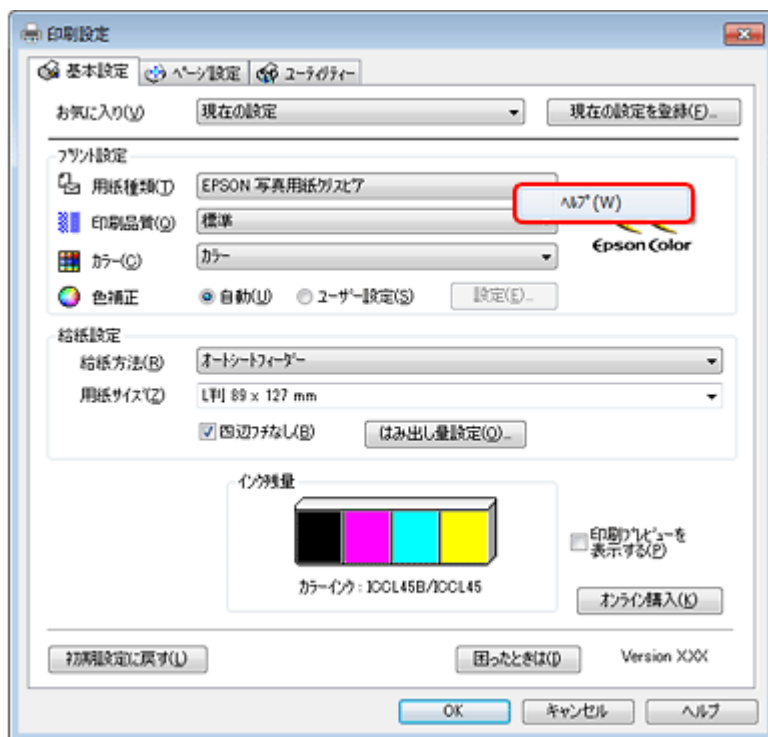 印刷設定
基本設定 ページ設定 ユーティリティー
お気に入り(V) 現在の設定 現在の設定を登録(F)...
プリント設定
用紙種類(T) EPSON 写真用紙クリスピア
ヘルプ(W)
印刷品質(Q) 標準
Epson Color
カラー(C) カラー
色補正 自動(U) ユーザー設定(S) 設定(E)...
給紙設定
給紙方法(R) オートシートフィーダー
用紙サイズ(Z) L判 89 x 127 mm
四辺フチなし(B) はみ出し量設定(O)...
インク残量
カラーインク : ICCL45B/ICCL45
印刷プレビューを
表示する(P)
オンライン購入(K)
初期設定に戻す(L) 困ったときは(I) Version XXX
OK キャンセル ヘルプ